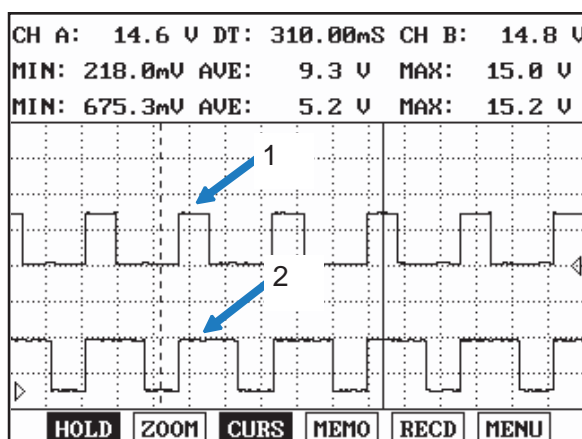 CH A: 14.6 V DT: 310.00mS CH B: 14.8 V
MIN: 218.0mV AVE: 9.3 V MAX: 15.0 V
MIN: 675.3mV AVE: 5.2 V MAX: 15.2 V
1
2
HOLD ZOOM CURS MEMO RECD MENU